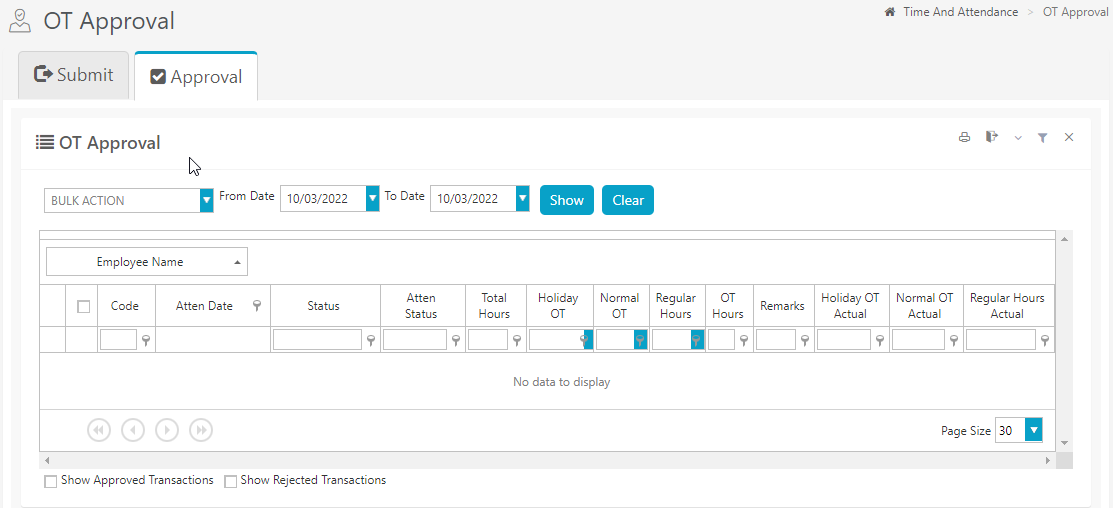 OT Approval
Time And Attendance > OT Approval
Submit
Approval
OT Approval
BULK ACTION From Date 10/03/2022 To Date 10/03/2022 Show Clear
Employee Name
Code Atten Date Status Atten Status Total Hours Holiday OT Normal OT Regular Hours OT Hours Remarks Holiday OT Actual Normal OT Actual Regular Hours Actual
No data to display
Page Size 30
Show Approved Transactions Show Rejected Transactions